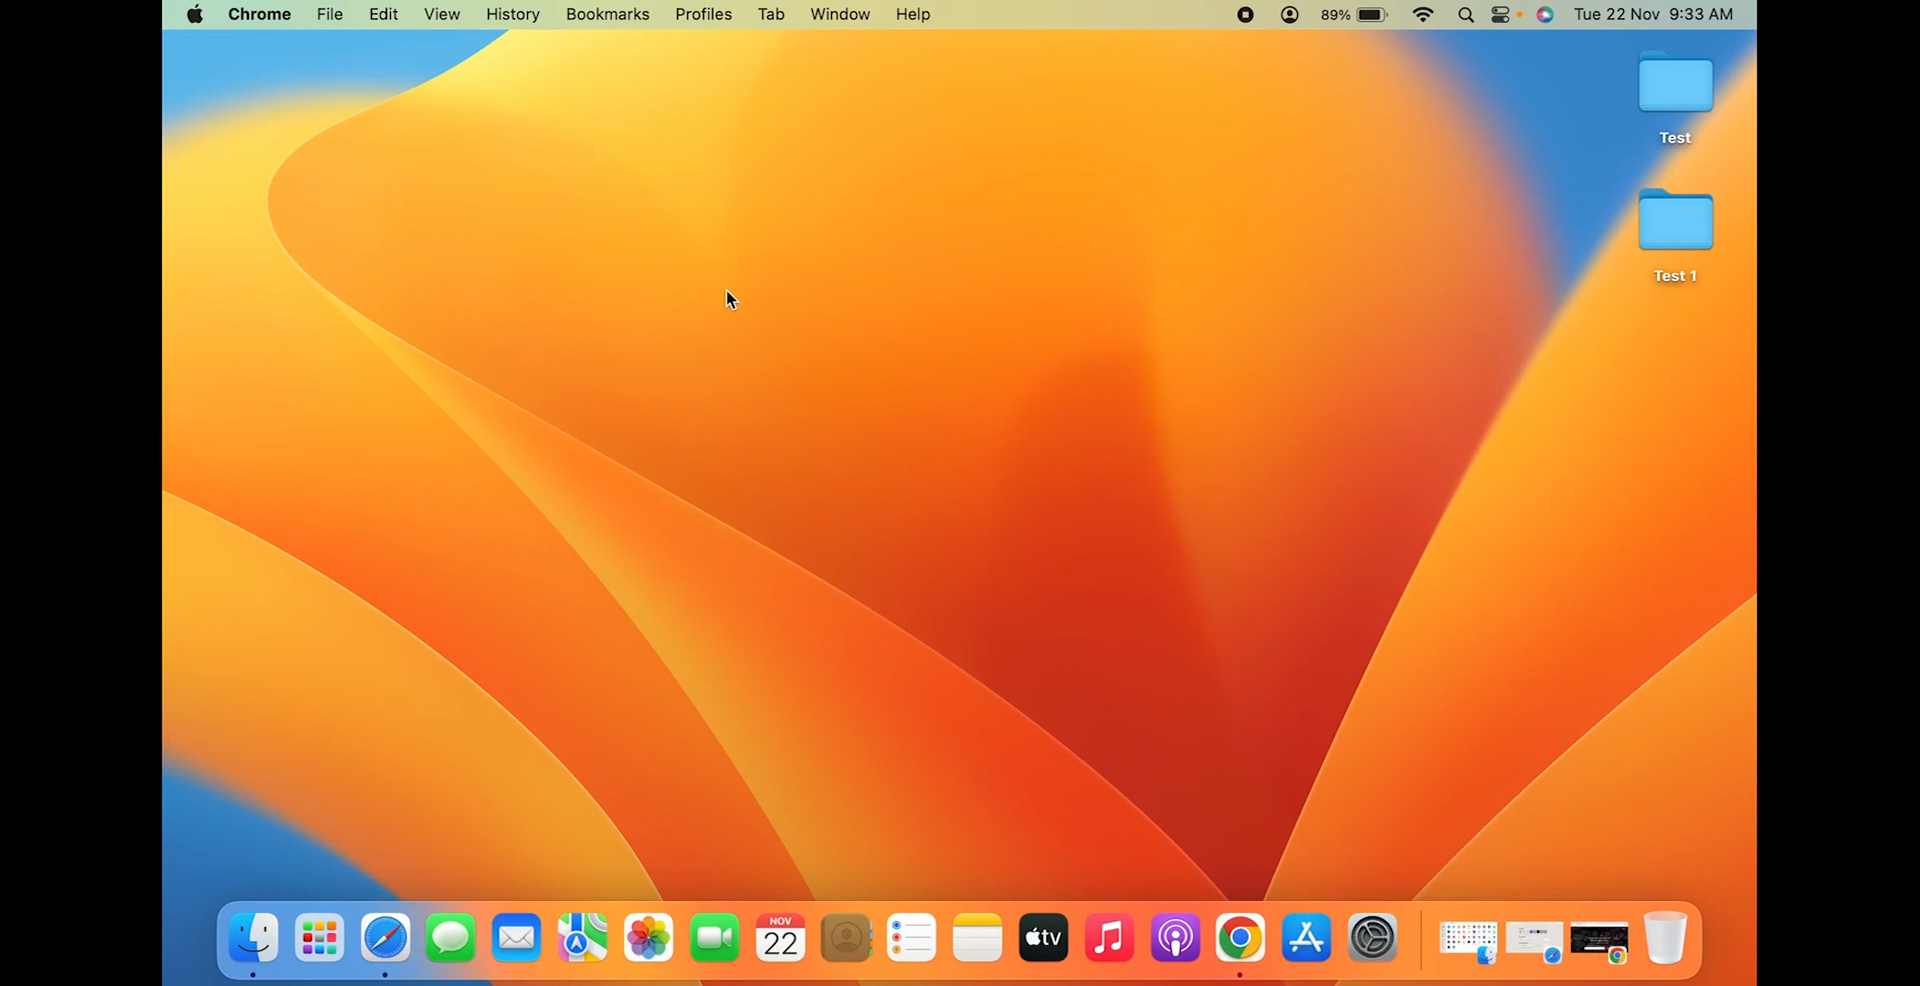 Chrome File Edit View History Bookmarks Profiles Tab Window Help 89% Tue 22 Nov 9:33 AM
Test
Test 1
NOV
22
tv